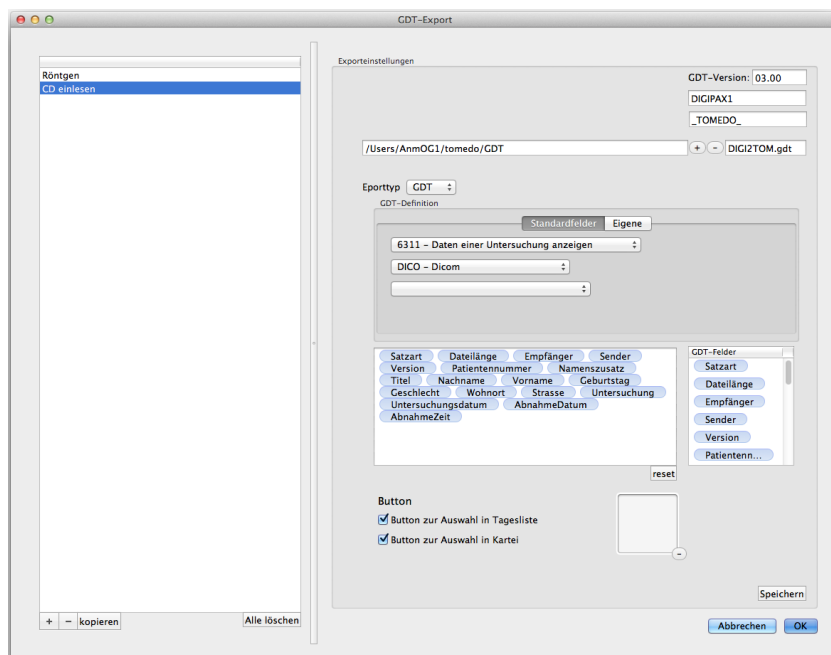 GDT-Export
Röntgen
CD einlesen
Exporteinstellungen
GDT-Version: 03.00
DIGIPAX1
_TOMEDO_
/Users/AnmOG1/tomedo/GDT + - DIGI2TOM.gdt
Eporttyp GDT
GDT-Definition
Standardfelder Eigene
6311 - Daten einer Untersuchung anzeigen
DICO - Dicom
Satzart Dateilänge Empfänger Sender
Version Patientennummer Namenszusatz
Titel Nachname Vorname Geburtstag
Geschlecht Wohnort Strasse Untersuchung
Untersuchungsdatum AbnahmeDatum
AbnahmeZeit
GDT-Felder
Satzart
Dateilänge
Empfänger
Sender
Version
Patientenn...
reset
Button
Button zur Auswahl in Tagesliste
Button zur Auswahl in Kartei
-
Speichern
+ - kopieren Alle löschen
Abbrechen OK